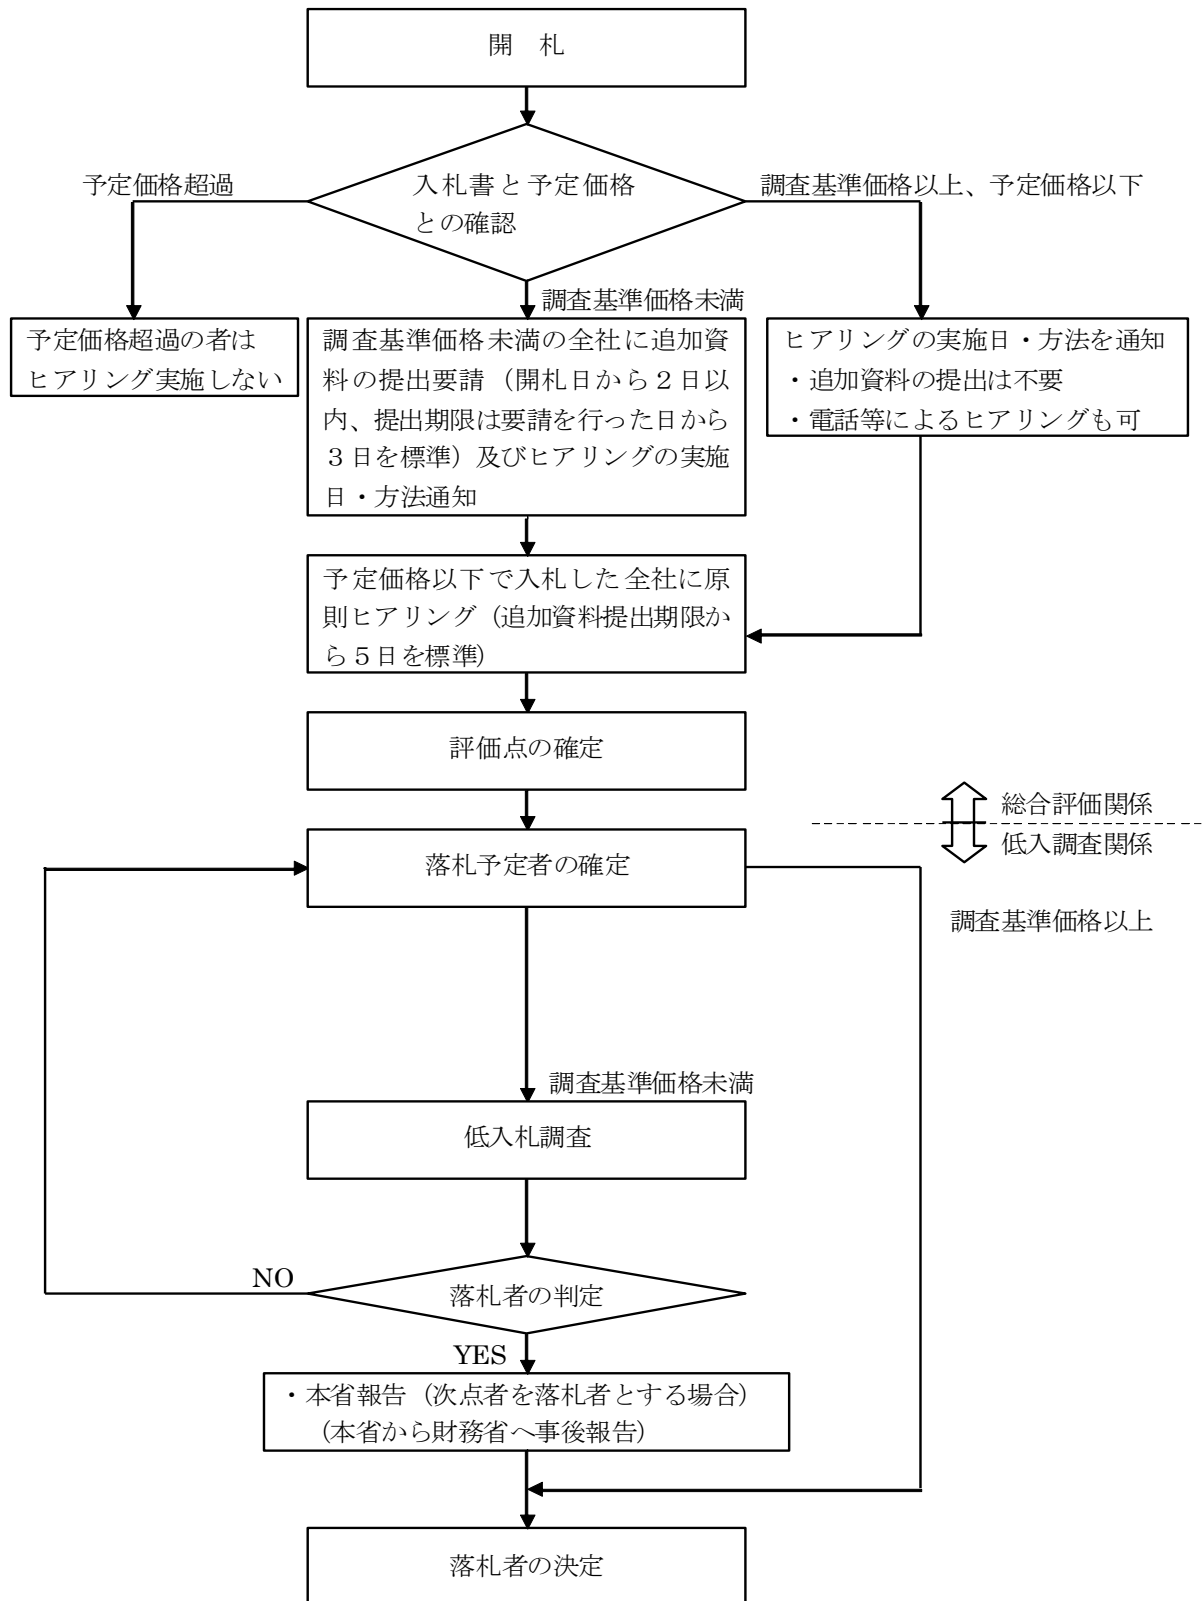 開　札
入札書と予定価格
との確認
予定価格超過
調査基準価格以上、予定価格以下
調査基準価格未満
予定価格超過の者は
ヒアリング実施しない
調査基準価格未満の全社に追加資
料の提出要請（開札日から２日以
内、提出期限は要請を行った日から
３日を標準）及びヒアリングの実施
日・方法通知
ヒアリングの実施日・方法を通知
・追加資料の提出は不要
・電話等によるヒアリングも可
予定価格以下で入札した全社に原
則ヒアリング（追加資料提出期限か
ら５日を標準）
評価点の確定
総合評価関係
低入調査関係
落札予定者の確定
調査基準価格以上
調査基準価格未満
低入札調査
NO
落札者の判定
YES
・本省報告（次点者を落札者とする場合）
（本省から財務省へ事後報告）
落札者の決定